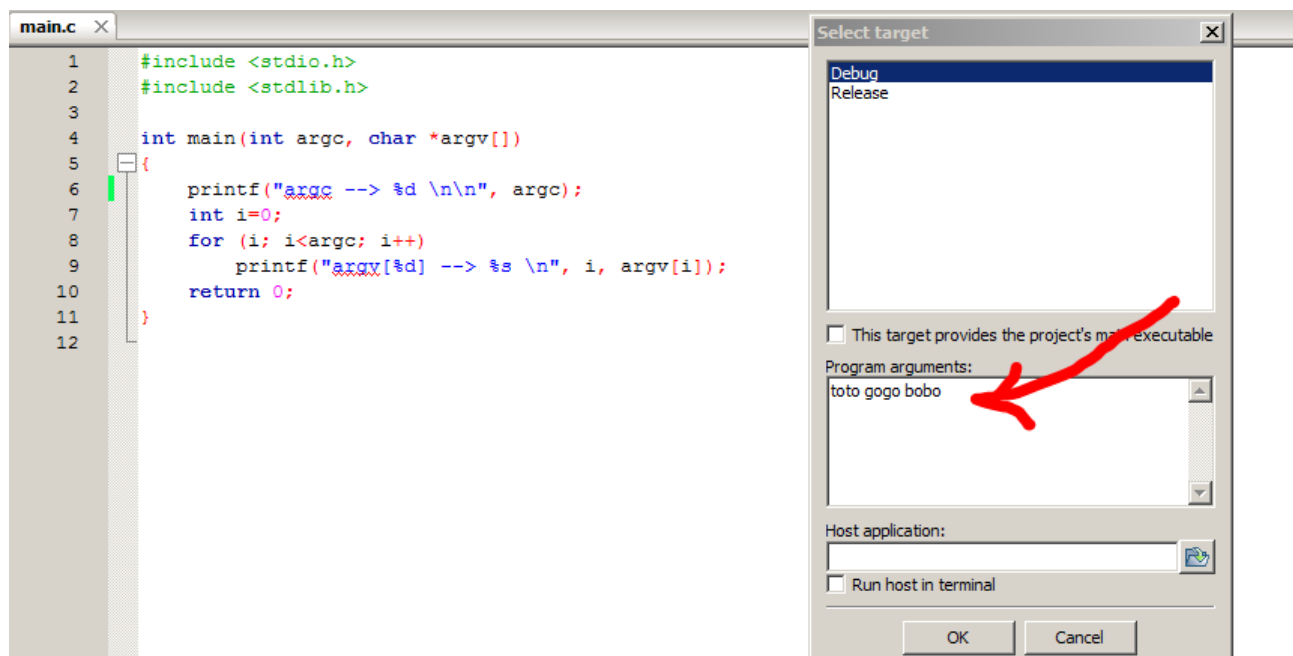 main.c
1 #include <stdio.h>
2 #include <stdlib.h>
3
4 int main(int argc, char *argv[])
5 {
6 printf("argc --> %d \n\n", argc);
7 int i=0;
8 for (i; i<argc; i++)
9 printf("argv[%d] --> %s \n", i, argv[i]);
10 return 0;
11 }
12
Select target
Debug
Release
This target provides the project's main executable
Program arguments:
toto gogo bobo
Host application:
Run host in terminal
OK Cancel